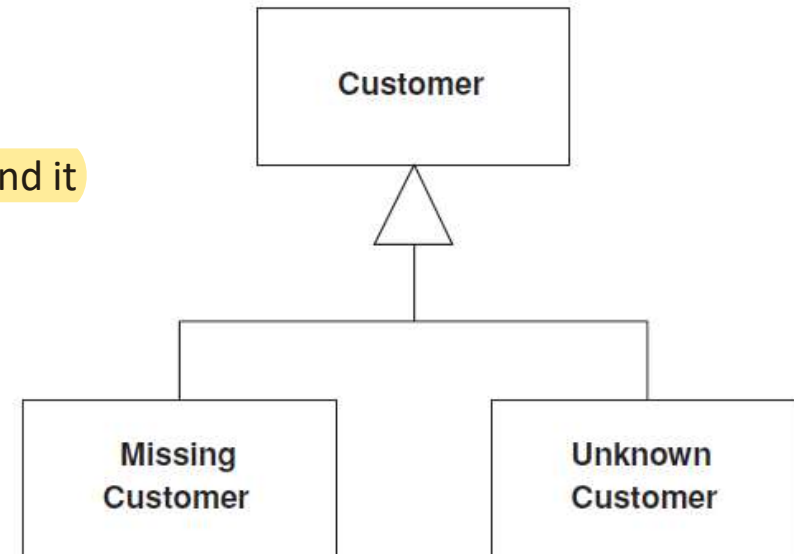 Customer
nd it
Missing
Customer
Unknown
Customer